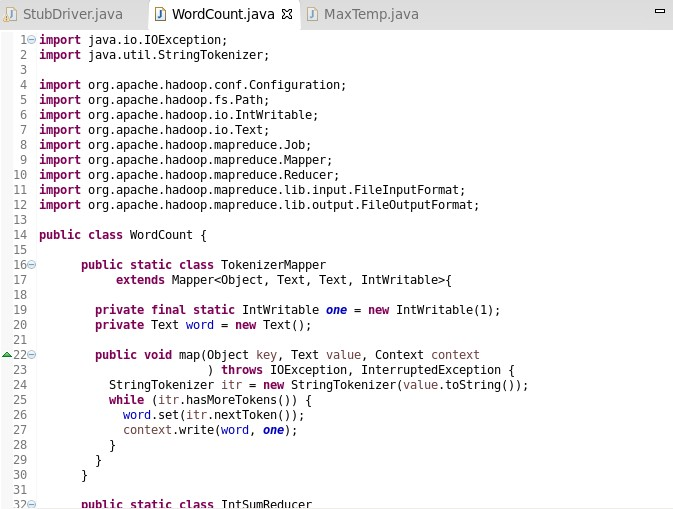 StubDriver.java WordCount.java MaxTemp.java
1 import java.io.IOException;
2 import java.util.StringTokenizer;
3
4 import org.apache.hadoop.conf.Configuration;
5 import org.apache.hadoop.fs.Path;
6 import org.apache.hadoop.io.IntWritable;
7 import org.apache.hadoop.io.Text;
8 import org.apache.hadoop.mapreduce.Job;
9 import org.apache.hadoop.mapreduce.Mapper;
10 import org.apache.hadoop.mapreduce.Reducer;
11 import org.apache.hadoop.mapreduce.lib.input.FileInputFormat;
12 import org.apache.hadoop.mapreduce.lib.output.FileOutputFormat;
13
14 public class WordCount {
15
16 public static class TokenizerMapper
17 extends Mapper<Object, Text, Text, IntWritable>{
18
19 private final static IntWritable one = new IntWritable(1);
20 private Text word = new Text();
21
22 public void map(Object key, Text value, Context context
23 ) throws IOException, InterruptedException {
24 StringTokenizer itr = new StringTokenizer(value.toString());
25 while (itr.hasMoreTokens()) {
26 word.set(itr.nextToken());
27 context.write(word, one);
28 }
29 }
30 }
31
32 public static class IntSumReducer